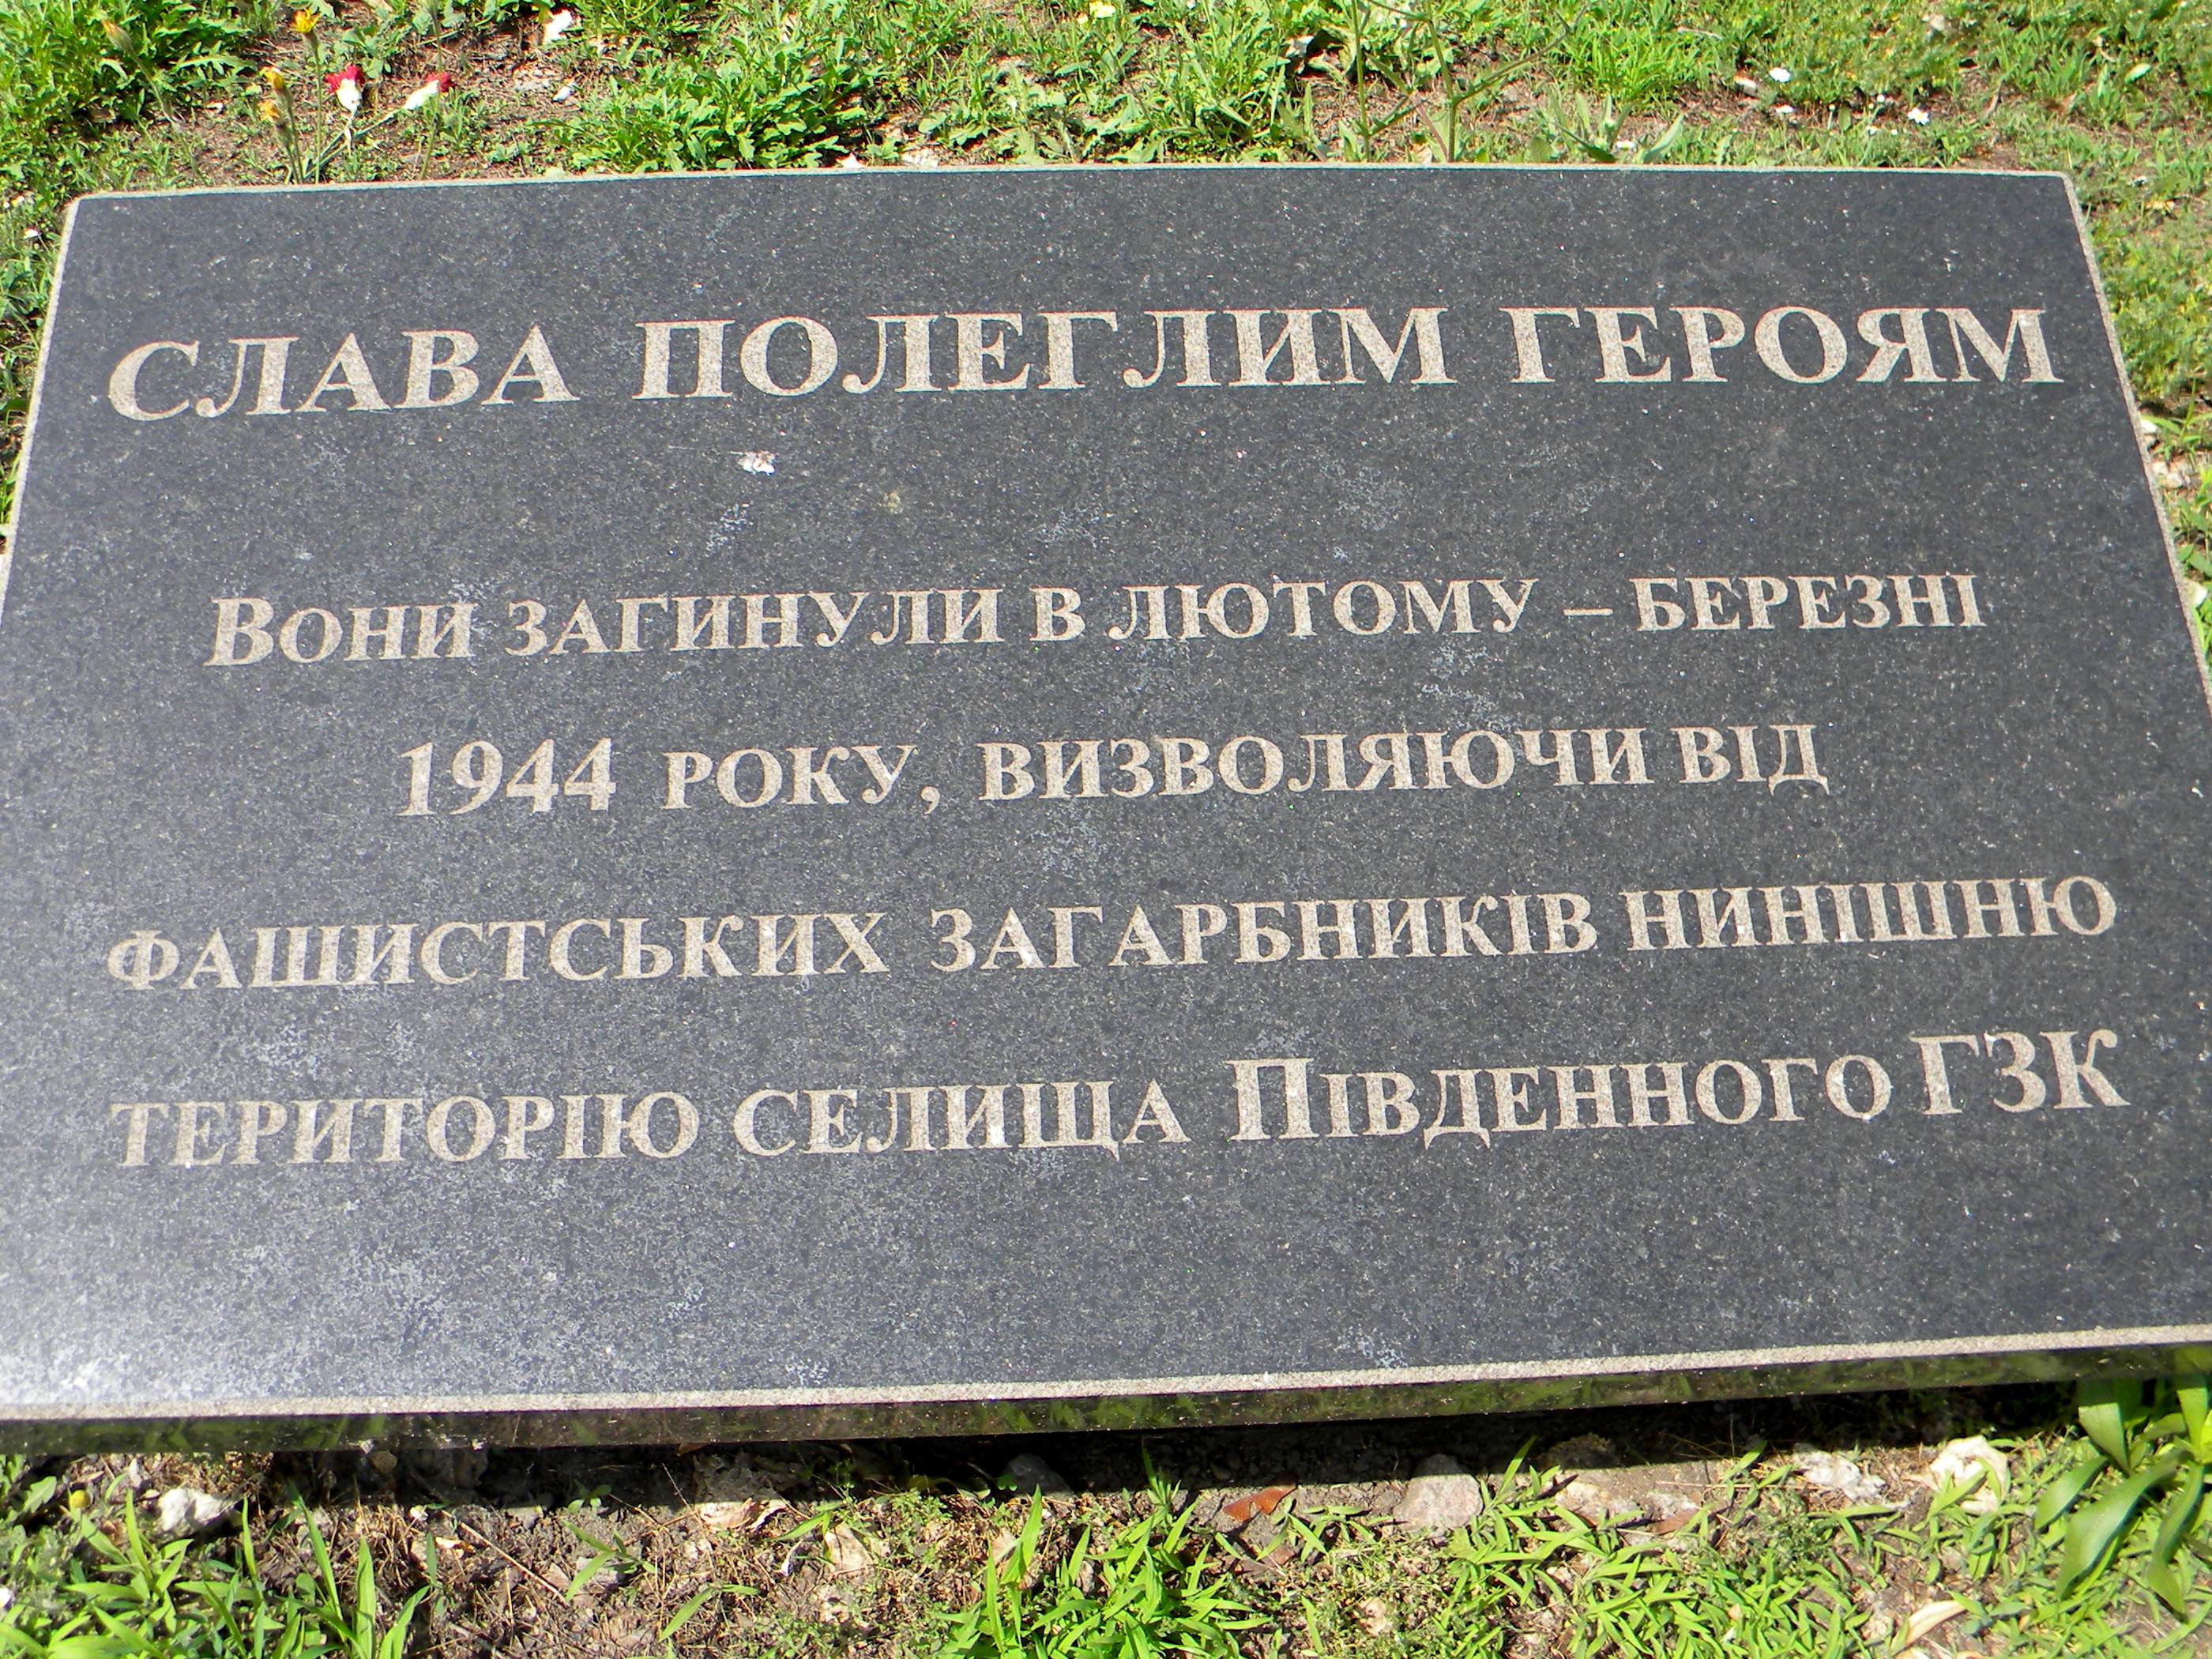 СЛАВА ПОЛЕГЛИМ ГЕРОЯМ
ВОНИ ЗАГИНУЛИ В ЛЮТОМУ – БЕРЕЗНІ
1944 РОКУ, ВИЗВОЛЯЮЧИ ВІД
ФАШИСТСЬКИХ ЗАГАРБНИКІВ НИНІШНЮ
ТЕРИТОРІЮ СЕЛИЩА ПІВДЕННОГО ГЗК